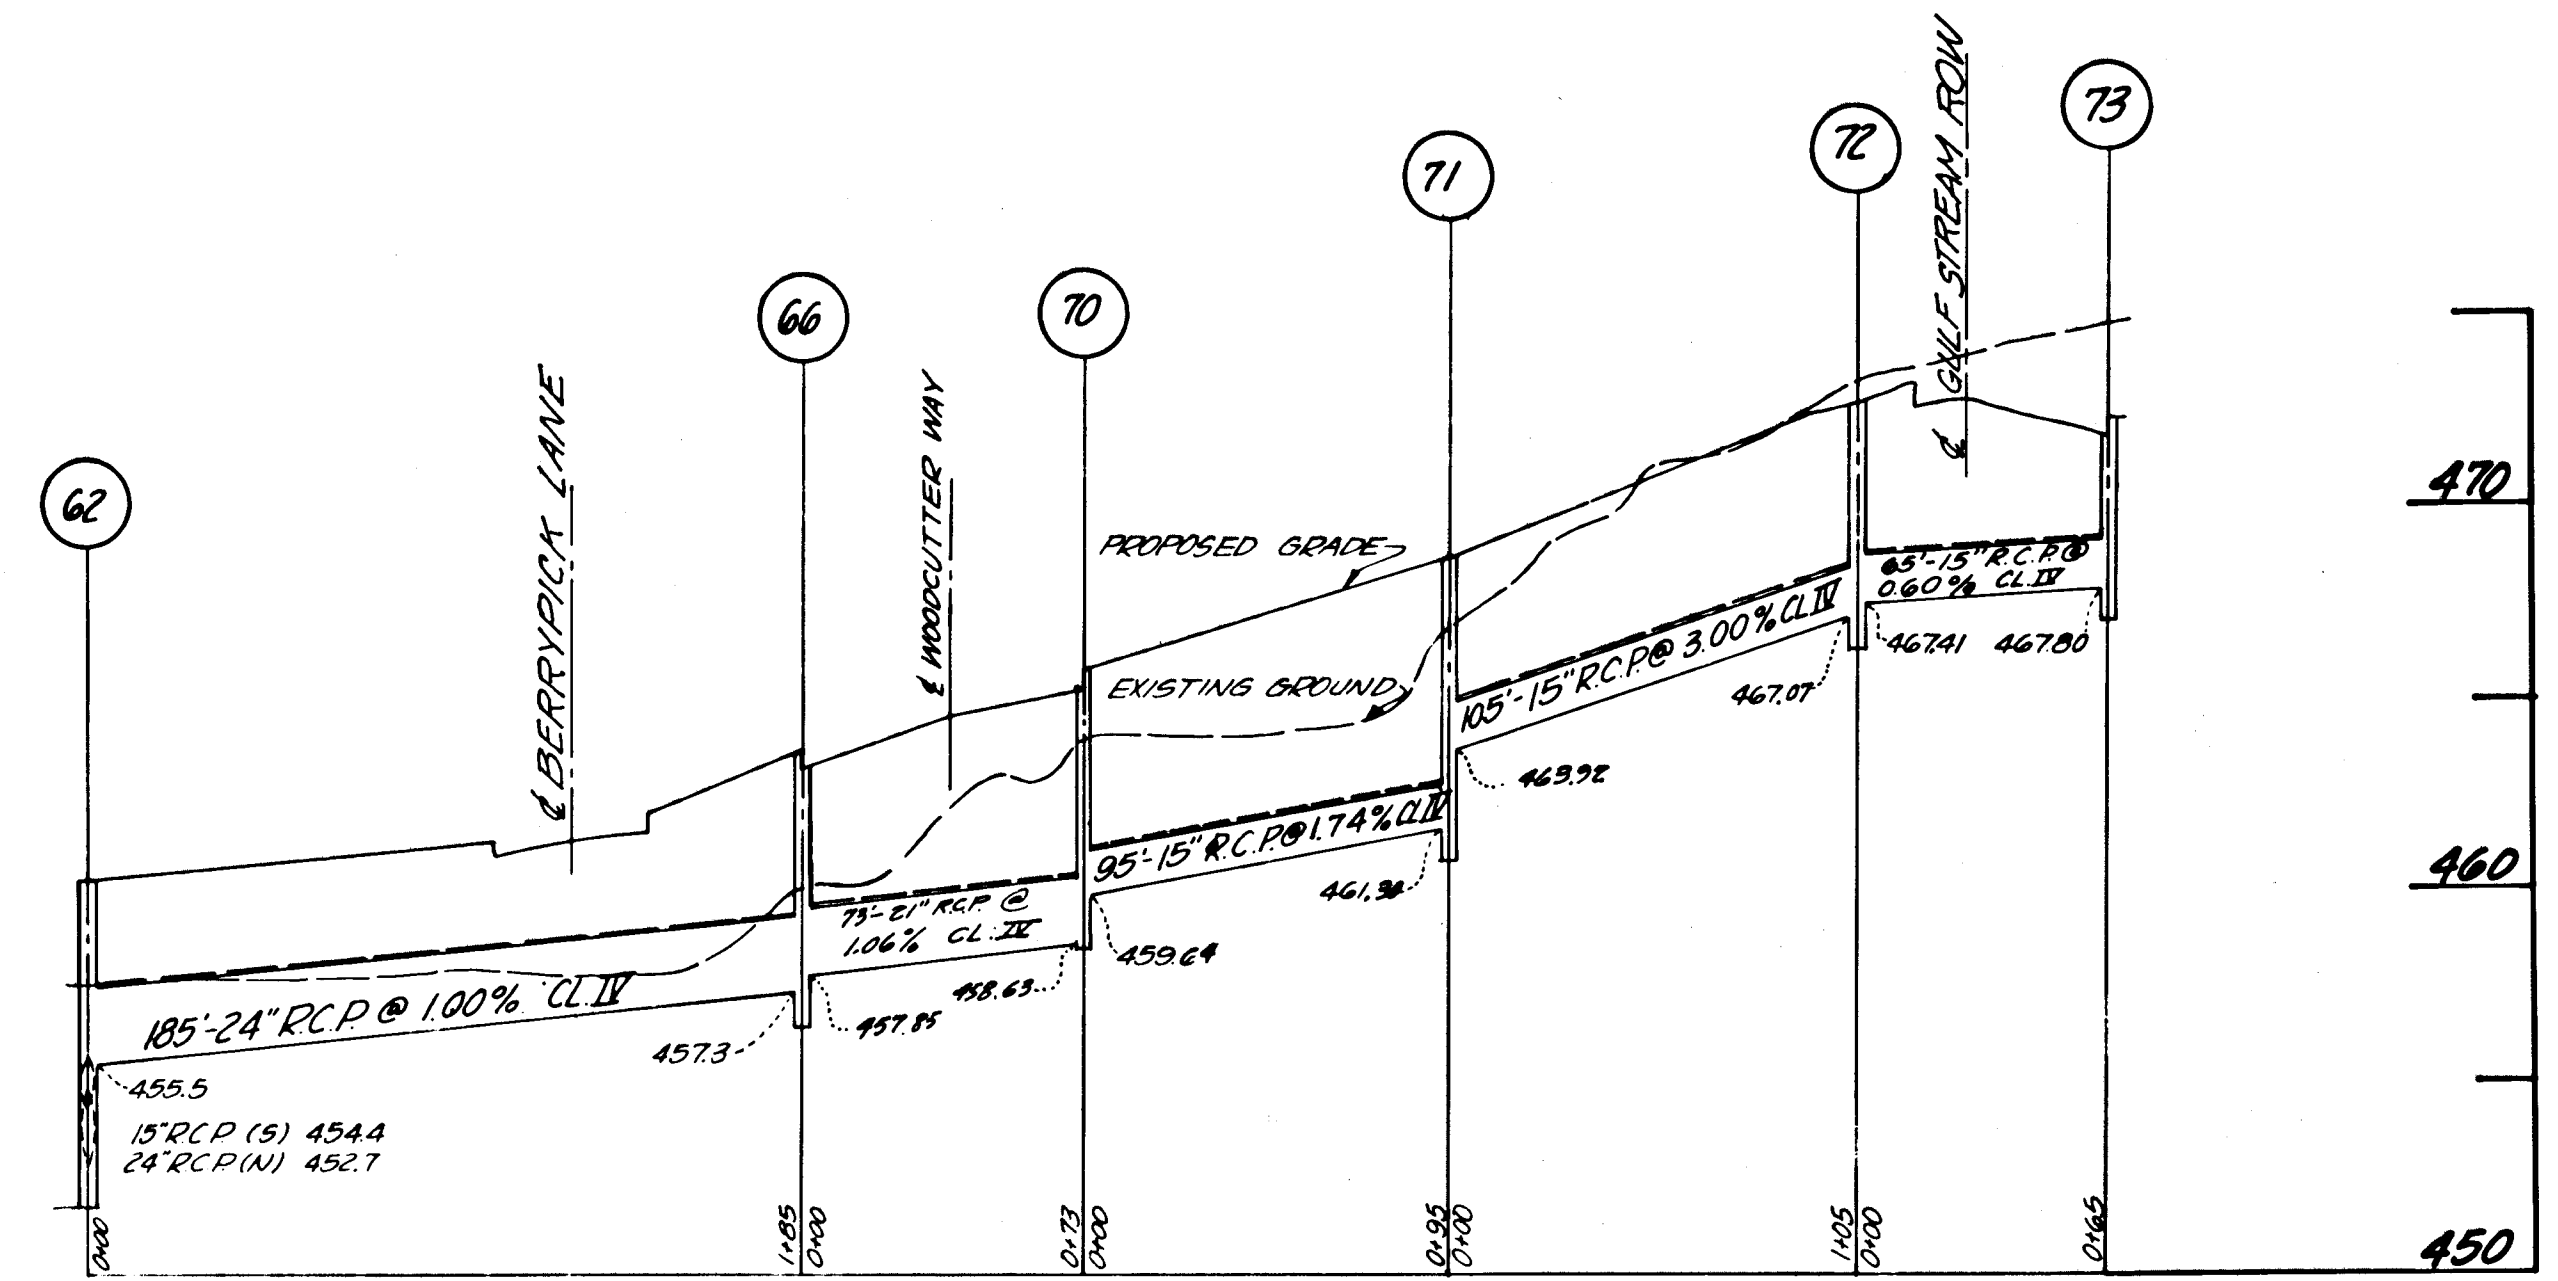 62
66
70
71
72
73
℄ BERRYPICK LANE
℄ WOODCUTTER WAY
℄ GULF STREAM ROW
PROPOSED GRADE
EXISTING GROUND
185'-24" R.C.P. @ 1.00% CL. IV
73'-21" R.C.P. @
1.06% CL. IV
95'-15" R.C.P. @ 1.74% CL IV
105'-15" R.C.P. @ 3.00% CL IV
65'-15" R.C.P. @
0.60% CL. IV
455.5
15" R.C.P. (S) 454.4
24" R.C.P. (N) 452.7
457.3
457.85
458.63
459.64
463.92
467.07
467.41
467.80
470
460
450
0+00
1+85
0+00
0+73
0+00
0+95
0+00
1+05
0+00
0+65